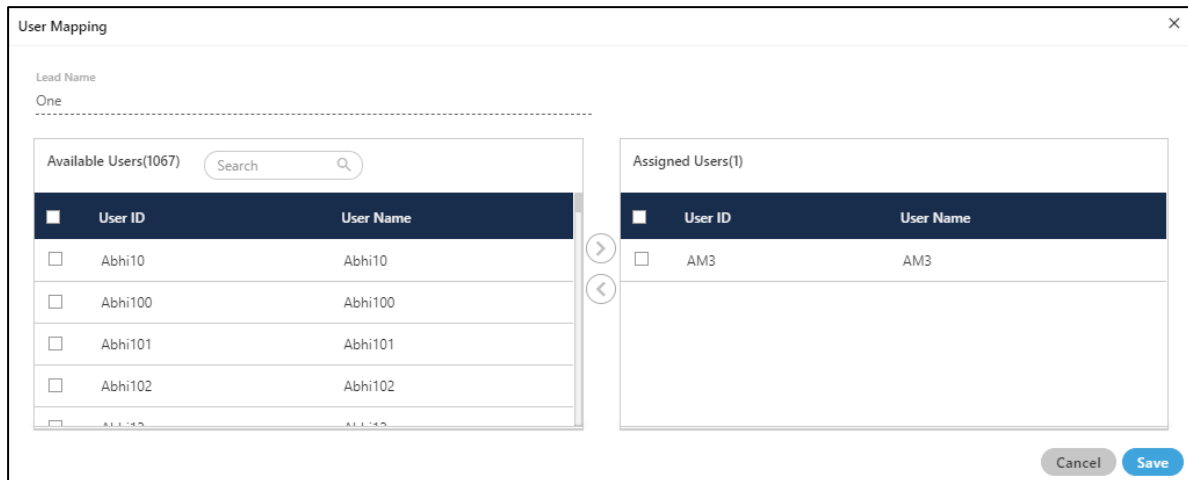 User Mapping
Lead Name
One
Available Users(1067) Search
User ID User Name
Abhi10 Abhi10
Abhi100 Abhi100
Abhi101 Abhi101
Abhi102 Abhi102
Assigned Users(1)
User ID User Name
AM3 AM3
Cancel Save